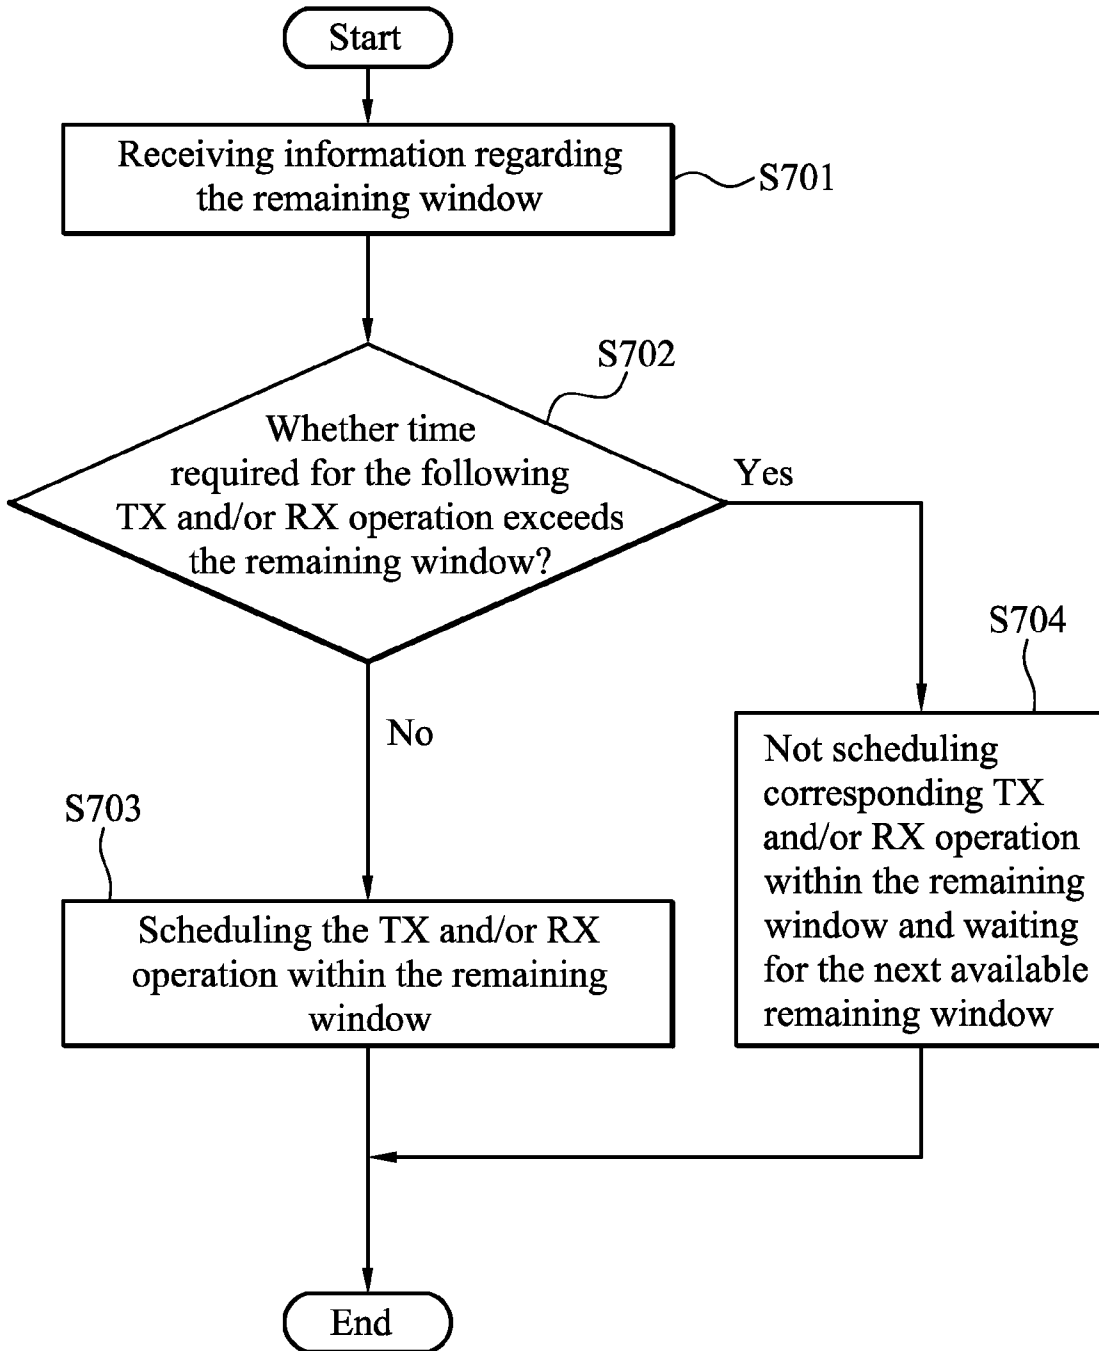 Start
Receiving information regarding
the remaining window
S701
S702
Whether time
required for the following
TX and/or RX operation exceeds
the remaining window?
Yes
No
S704
Not scheduling
corresponding TX
and/or RX operation
within the remaining
window and waiting
for the next available
remaining window
S703
Scheduling the TX and/or RX
operation within the remaining
window
End